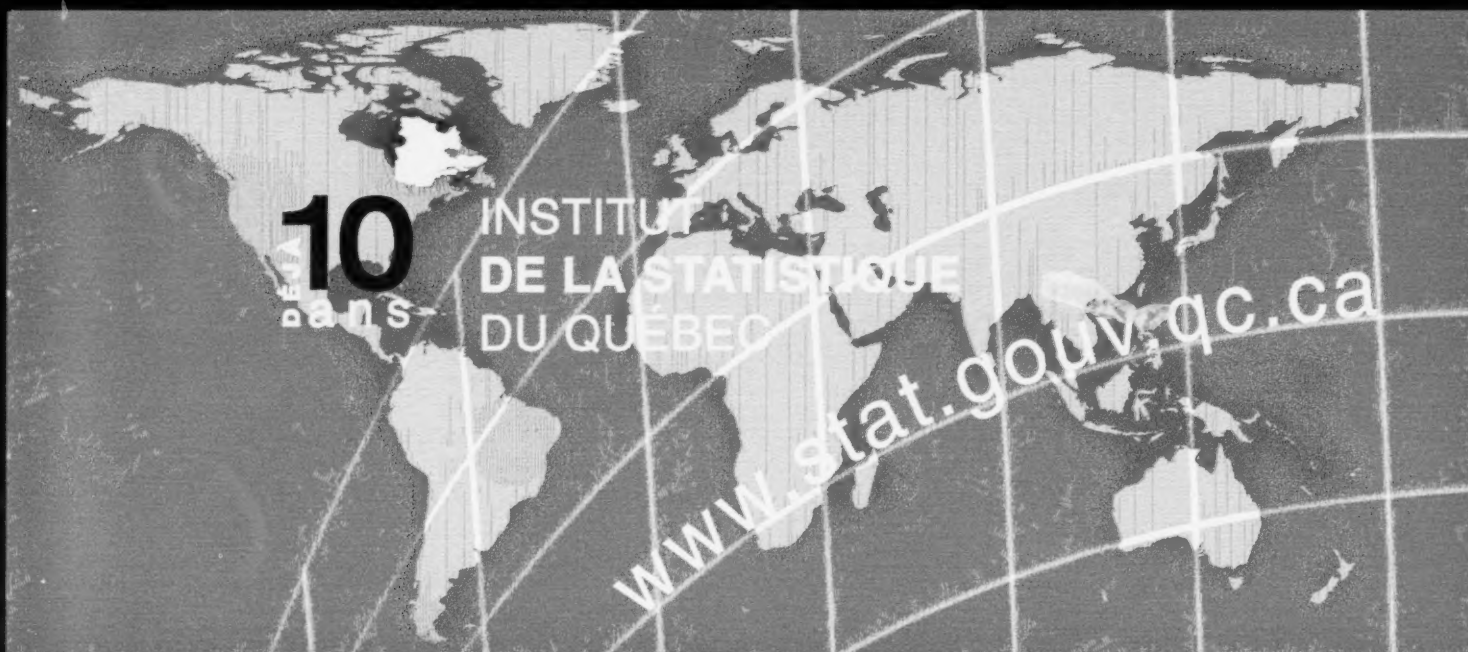 DÉJÀ
10
ans
INSTITUT
DE LA STATISTIQUE
DU QUÉBEC
www.stat.gouv.qc.ca